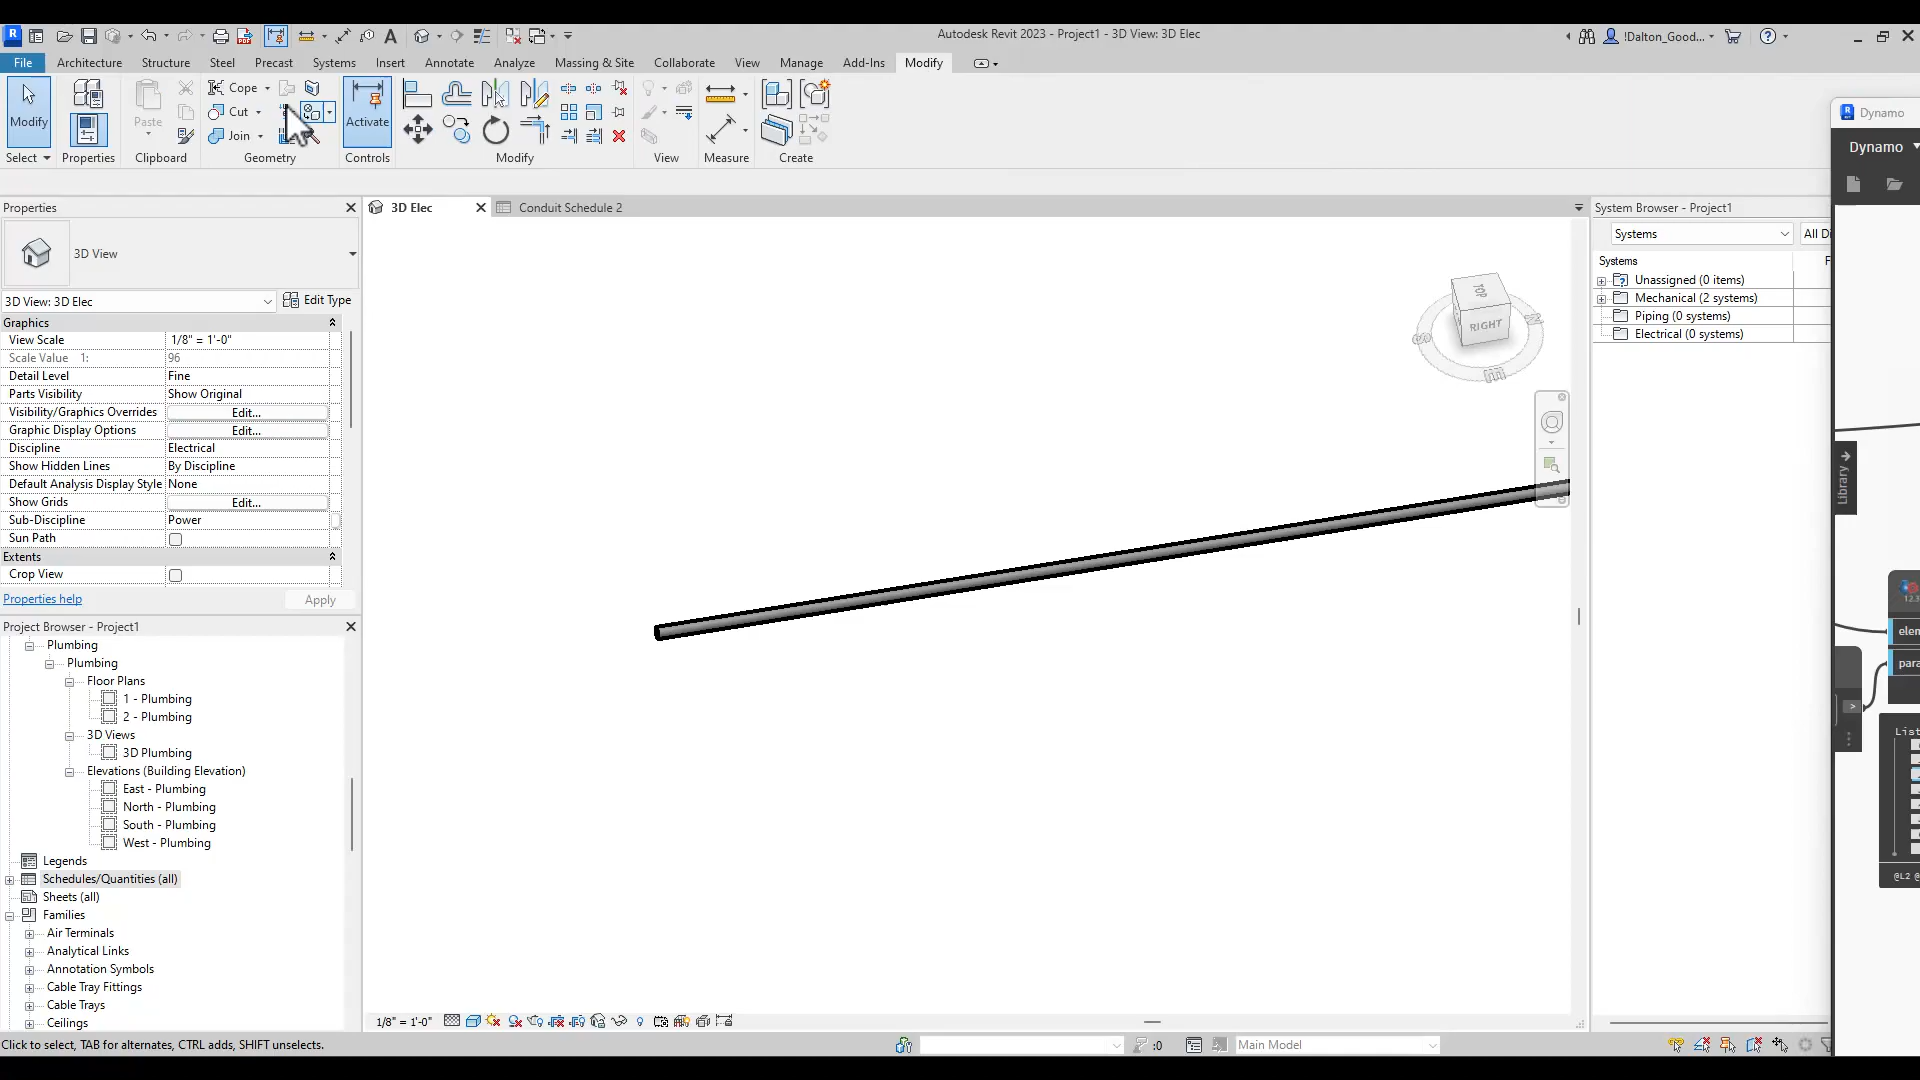 Autodesk Revit 2023 - Project1 - 3D View: 3D Elec
!Dalton_Good...
File Architecture Structure Steel Precast Systems Insert Annotate Analyze Massing & Site Collaborate View Manage Add-Ins Modify
Modify
Paste
Cope
Cut
Join
Activate
Select Properties Clipboard Geometry Controls Modify View Measure Create
Dynamo
Dynamo
Properties
3D View
3D View: 3D Elec
Edit Type
Graphics
View Scale 1/8" = 1'-0"
Scale Value 1: 96
Detail Level Fine
Parts Visibility Show Original
Visibility/Graphics Overrides Edit...
Graphic Display Options Edit...
Discipline Electrical
Show Hidden Lines By Discipline
Default Analysis Display Style None
Show Grids Edit...
Sub-Discipline Power
Sun Path
Extents
Crop View
Properties help
Apply
Project Browser - Project1
Plumbing
Plumbing
Floor Plans
1 - Plumbing
2 - Plumbing
3D Views
3D Plumbing
Elevations (Building Elevation)
East - Plumbing
North - Plumbing
South - Plumbing
West - Plumbing
Legends
Schedules/Quantities (all)
Sheets (all)
Families
Air Terminals
Analytical Links
Annotation Symbols
Cable Tray Fittings
Cable Trays
Ceilings
3D Elec
Conduit Schedule 2
TOP
RIGHT
S
E
N
1/8" = 1'-0"
System Browser - Project1
Systems
All Di
Systems
F
Unassigned (0 items)
Mechanical (2 systems)
Piping (0 systems)
Electrical (0 systems)
Library
elen
para
>
List
@L2 @
Click to select, TAB for alternates, CTRL adds, SHIFT unselects.
:0
Main Model